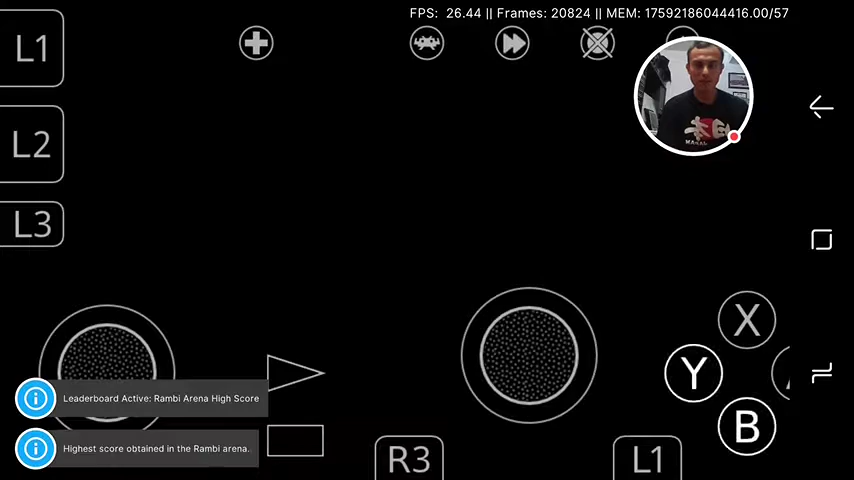 FPS: 26.44 || Frames: 20824 || MEM: 17592186044416.00/57
L1
L2
L3
X
Y
B
Leaderboard Active: Rambi Arena High Score
Highest score obtained in the Rambi arena.
R3
L1